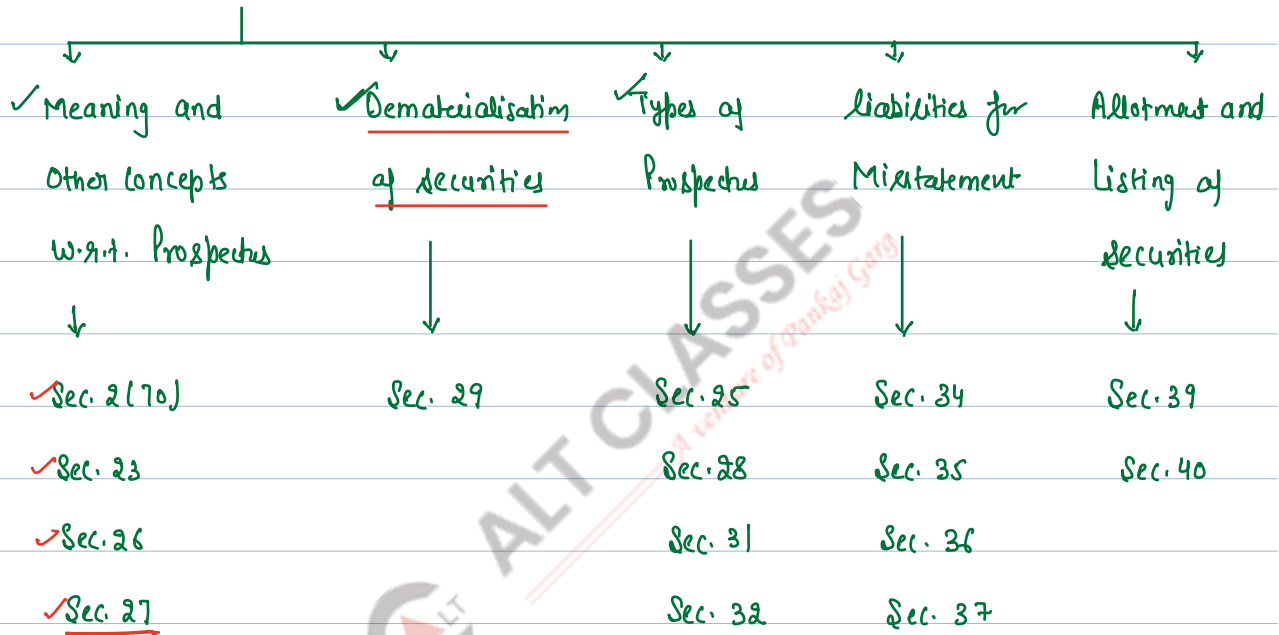 ✓ Meaning and
Other Concepts
w.r.t. Prospectus
✓ Sec. 2(70)
✓ Sec. 23
✓ Sec. 26
✓ Sec. 27
✓ Dematerialisation
of securities
Sec. 29
✓ Types of
Prospectus
Sec. 25
Sec. 28
Sec. 31
Sec. 32
liabilities for
Misstatement
Sec. 34
Sec. 35
Sec. 36
Sec. 37
Allotment and
Listing of
securities
Sec. 39
Sec. 40
ALT CLASSES
A venture of Pankaj Garg
ALT